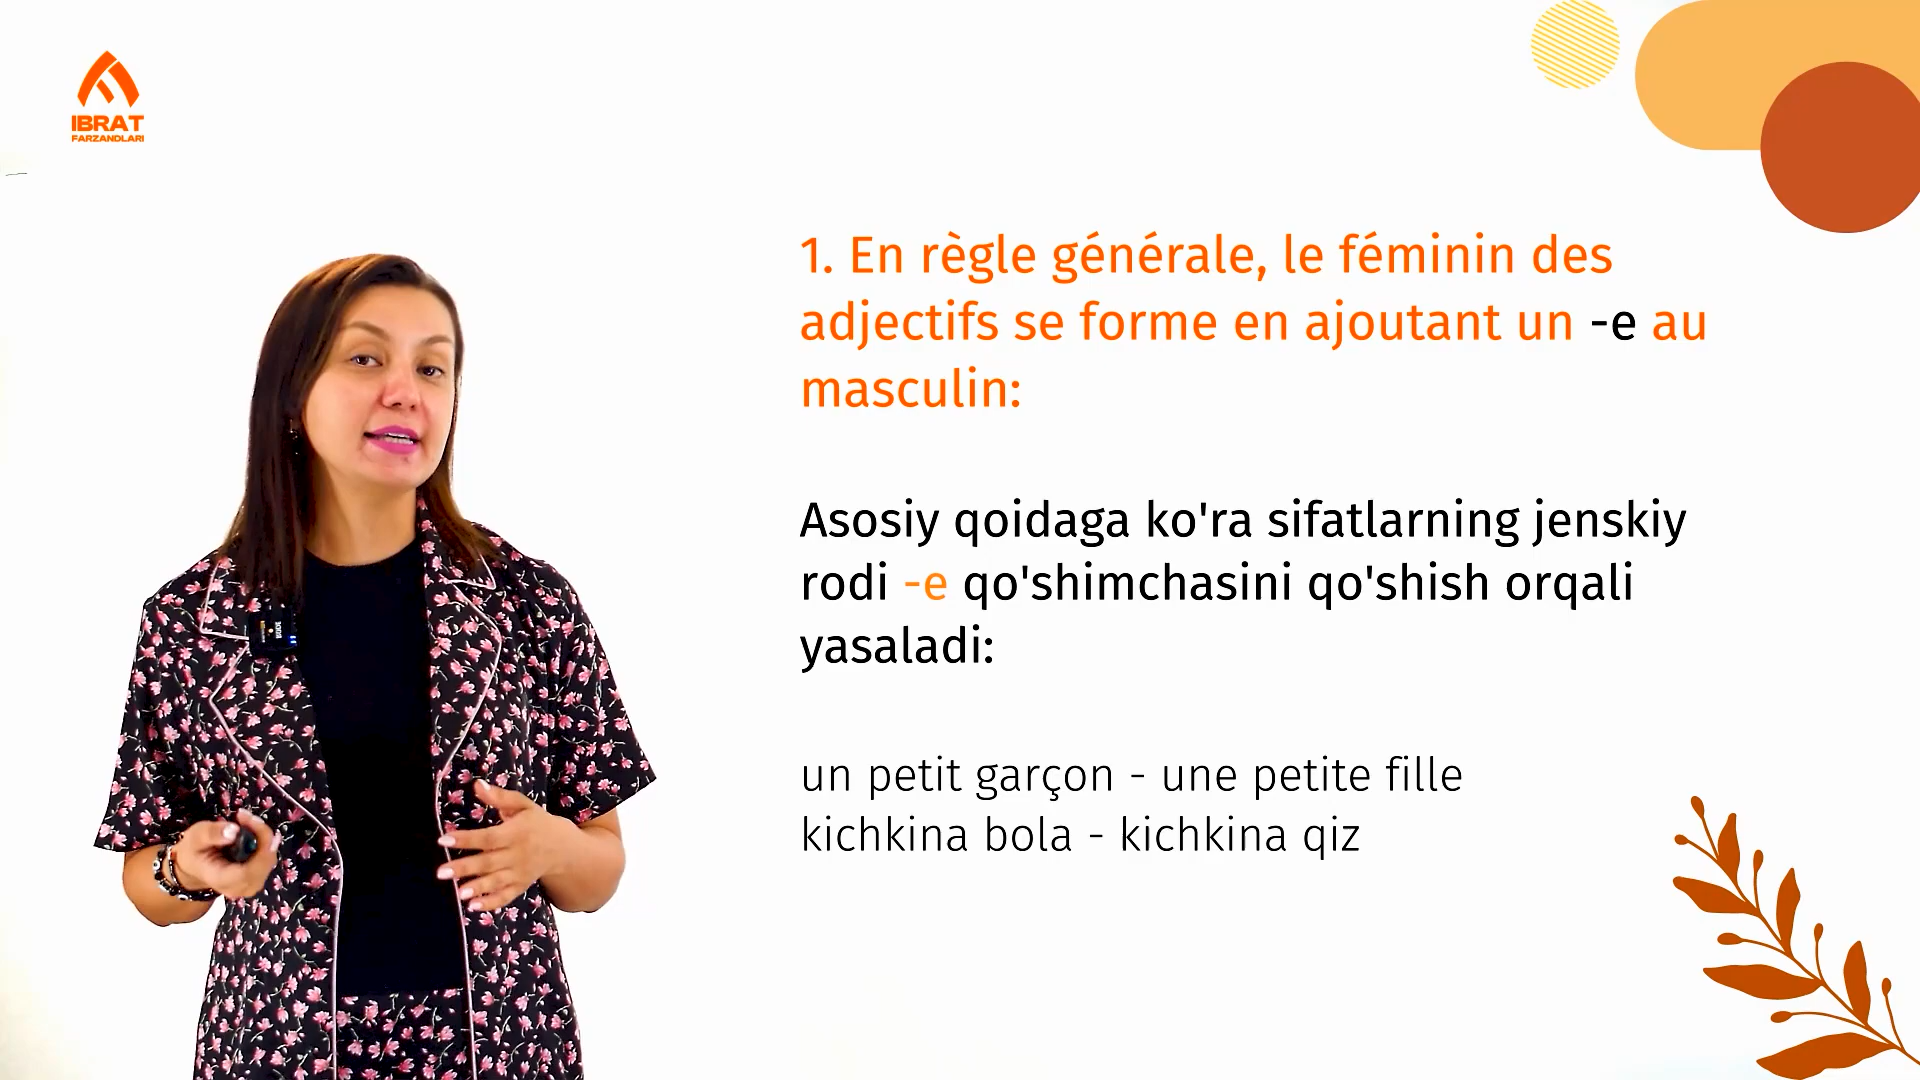 IBRAT
FARZANDLARI
1. En règle générale, le féminin des
adjectifs se forme en ajoutant un -e au
masculin:
Asosiy qoidaga ko'ra sifatlarning jenskiy
rodi -e qo'shimchasini qo'shish orqali
yasaladi:
un petit garçon - une petite fille
kichkina bola - kichkina qiz